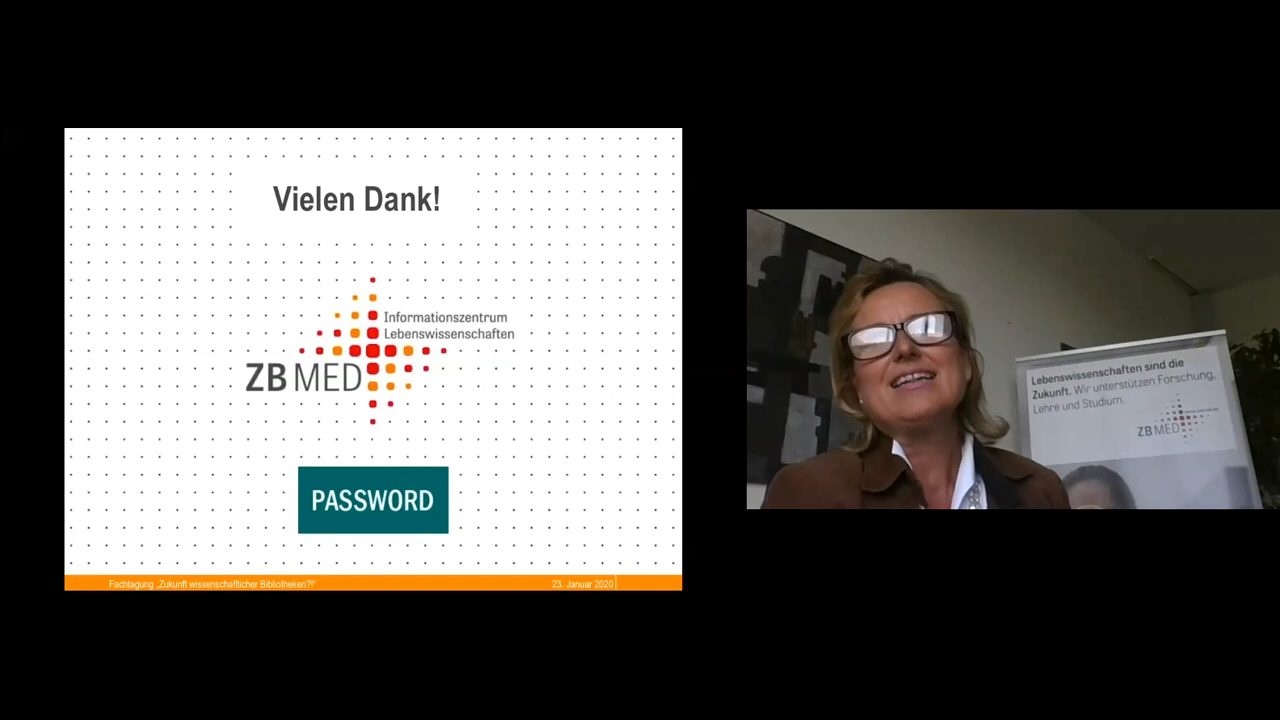 Vielen Dank!
Informationszentrum
Lebenswissenschaften
ZB MED
PASSWORD
Fachtagung „Zukunft wissenschaftlicher Bibliotheken?!“
23. Januar 2020
Lebenswissenschaften sind die
Zukunft. Wir unterstützen Forschung,
Lehre und Studium.
ZB MED